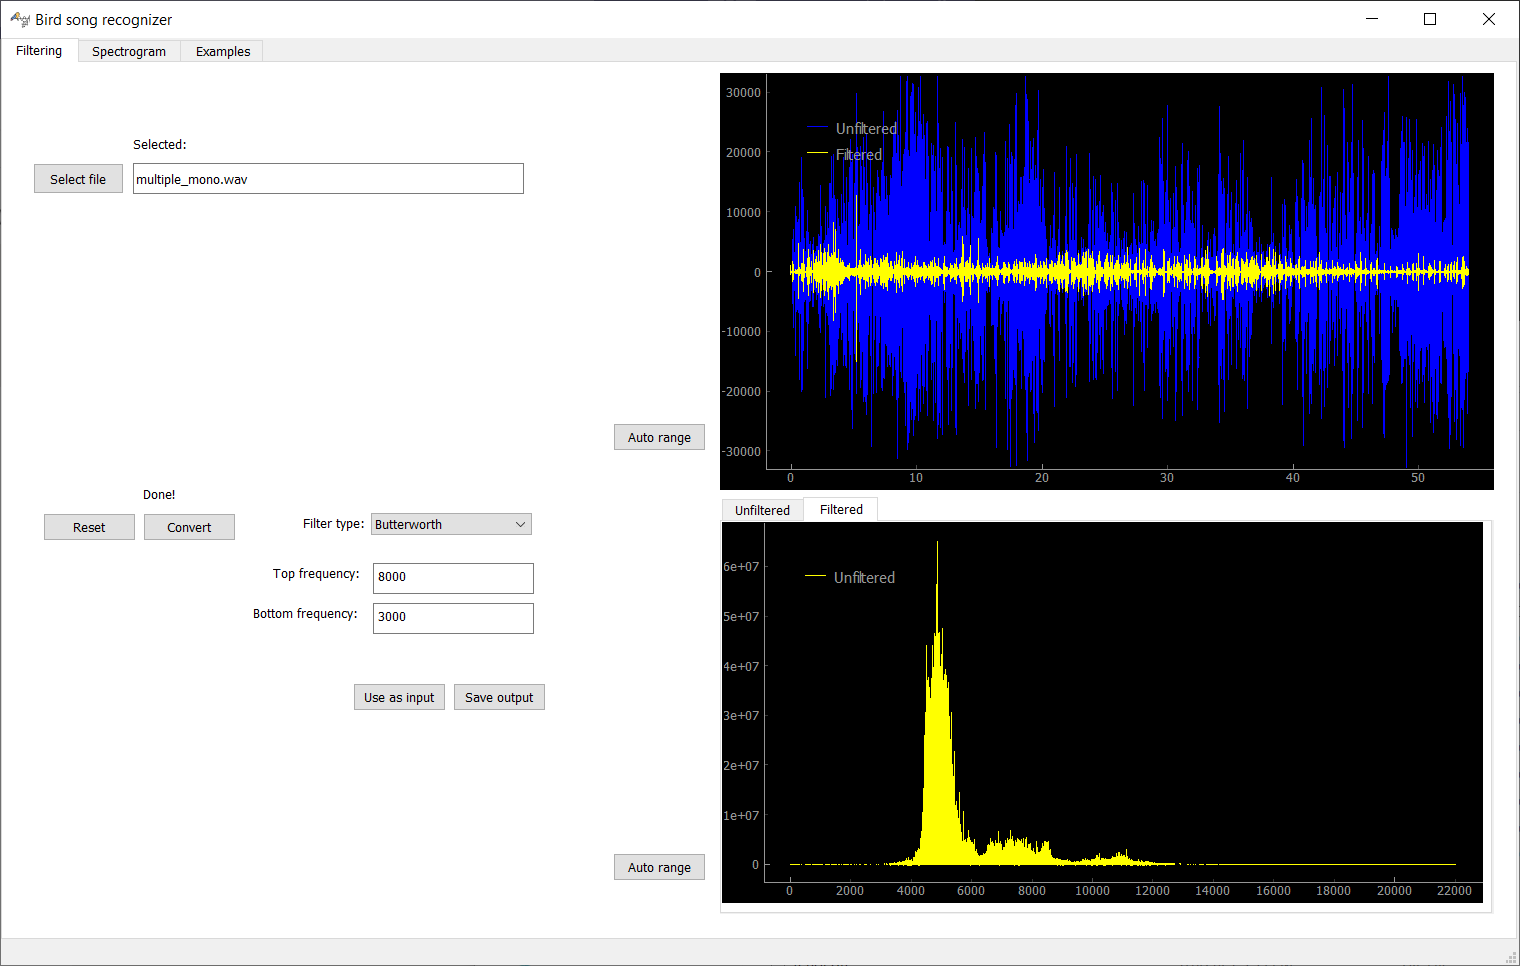 Bird song recognizer
Filtering Spectrogram Examples
Selected:
Select file multiple_mono.wav
Auto range
Done!
Reset Convert Filter type: Butterworth
Top frequency: 8000
Bottom frequency: 3000
Use as input Save output
Auto range
30000
20000
10000
0
-10000
-20000
-30000
Unfiltered
Filtered
0 10 20 30 40 50
Unfiltered Filtered
6e+07
5e+07
4e+07
3e+07
2e+07
1e+07
0
Unfiltered
0 2000 4000 6000 8000 10000 12000 14000 16000 18000 20000 22000